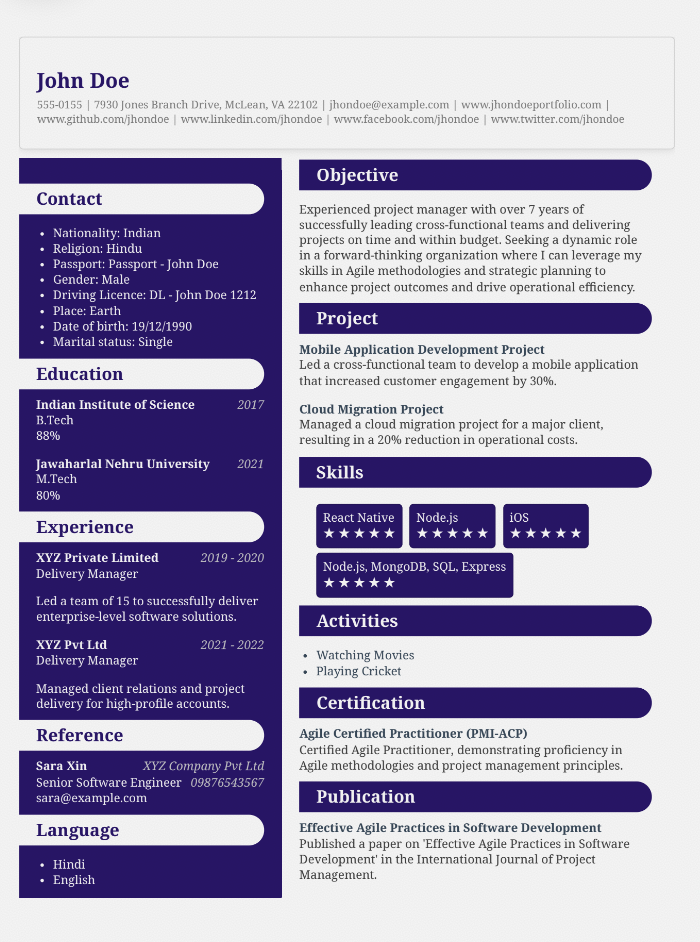 John Doe
555-0155 | 7930 Jones Branch Drive, McLean, VA 22102 | jhondoe@example.com | www.jhondoeportfolio.com |
www.github.com/jhondoe | www.linkedin.com/jhondoe | www.facebook.com/jhondoe | www.twitter.com/jhondoe
Contact
• Nationality: Indian
• Religion: Hindu
• Passport: Passport - John Doe
• Gender: Male
• Driving Licence: DL - John Doe 1212
• Place: Earth
• Date of birth: 19/12/1990
• Marital status: Single
Education
Indian Institute of Science 2017
B.Tech
88%
Jawaharlal Nehru University 2021
M.Tech
80%
Experience
XYZ Private Limited 2019 - 2020
Delivery Manager
Led a team of 15 to successfully deliver
enterprise-level software solutions.
XYZ Pvt Ltd 2021 - 2022
Delivery Manager
Managed client relations and project
delivery for high-profile accounts.
Reference
Sara Xin XYZ Company Pvt Ltd
Senior Software Engineer 09876543567
sara@example.com
Language
• Hindi
• English
Objective
Experienced project manager with over 7 years of
successfully leading cross-functional teams and delivering
projects on time and within budget. Seeking a dynamic role
in a forward-thinking organization where I can leverage my
skills in Agile methodologies and strategic planning to
enhance project outcomes and drive operational efficiency.
Project
Mobile Application Development Project
Led a cross-functional team to develop a mobile application
that increased customer engagement by 30%.
Cloud Migration Project
Managed a cloud migration project for a major client,
resulting in a 20% reduction in operational costs.
Skills
React Native Node.js iOS
★★★★★ ★★★★★ ★★★★★
Node.js, MongoDB, SQL, Express
★★★★★
Activities
• Watching Movies
• Playing Cricket
Certification
Agile Certified Practitioner (PMI-ACP)
Certified Agile Practitioner, demonstrating proficiency in
Agile methodologies and project management principles.
Publication
Effective Agile Practices in Software Development
Published a paper on 'Effective Agile Practices in Software
Development' in the International Journal of Project
Management.